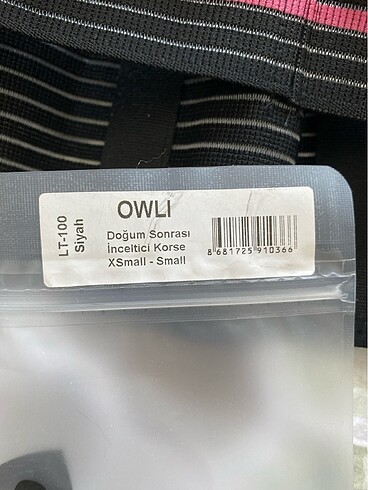 LT-100
Siyah
OWLI
Doğum Sonrası
İnceltici Korse
XSmall - Small
8 681725 910366